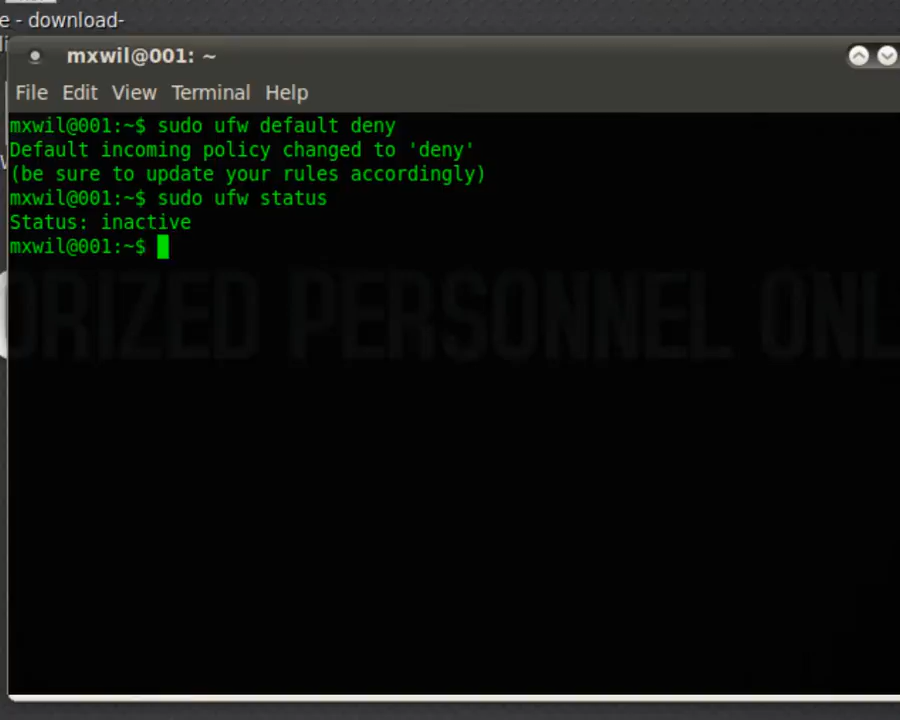 e - download-
mxwil@001: ~
File Edit View Terminal Help
mxwil@001:~$ sudo ufw default deny
Default incoming policy changed to 'deny'
(be sure to update your rules accordingly)
mxwil@001:~$ sudo ufw status
Status: inactive
mxwil@001:~$
ORIZED PERSONNEL ONL